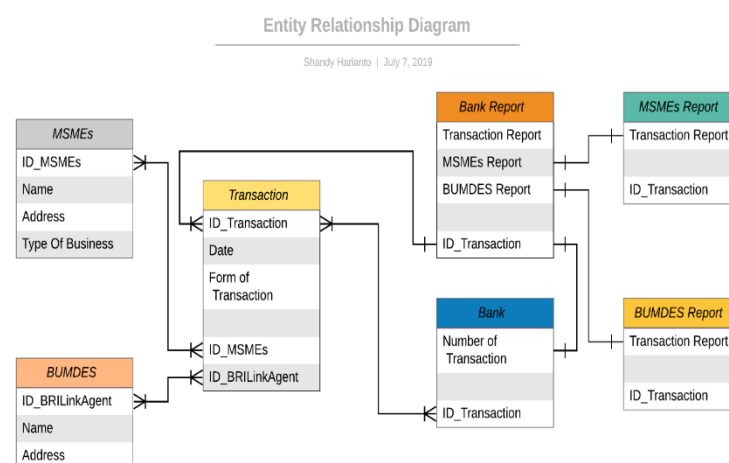 Entity Relationship Diagram
Shandy Harianto | July 7, 2019
MSMEs
ID_MSMEs
Name
Address
Type Of Business
BUMDES
ID_BRILinkAgent
Name
Address
Transaction
ID_Transaction
Date
Form of
Transaction
ID_MSMEs
ID_BRILinkAgent
Bank Report
Transaction Report
MSMEs Report
BUMDES Report
ID_Transaction
Bank
Number of
Transaction
ID_Transaction
MSMEs Report
Transaction Report
ID_Transaction
BUMDES Report
Transaction Report
ID_Transaction